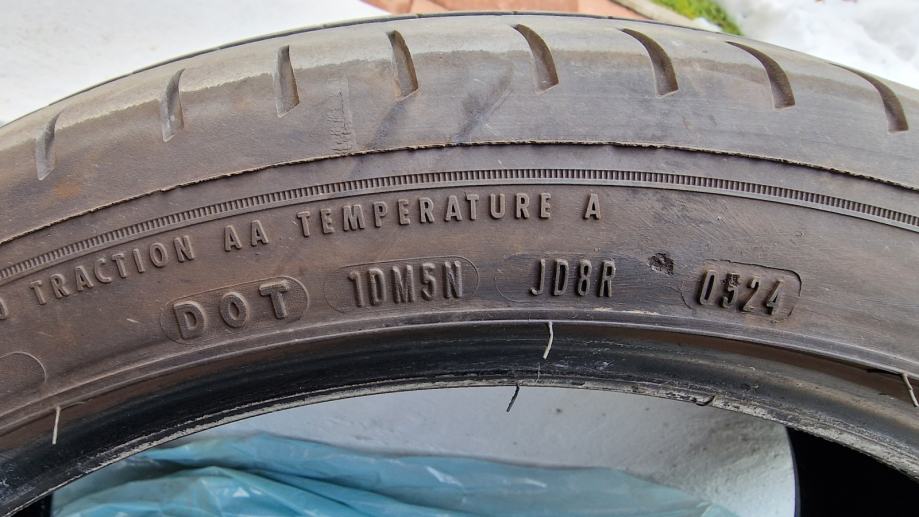 TRACTION AA TEMPERATURE A
DOT 1DM5N JD8R 0524